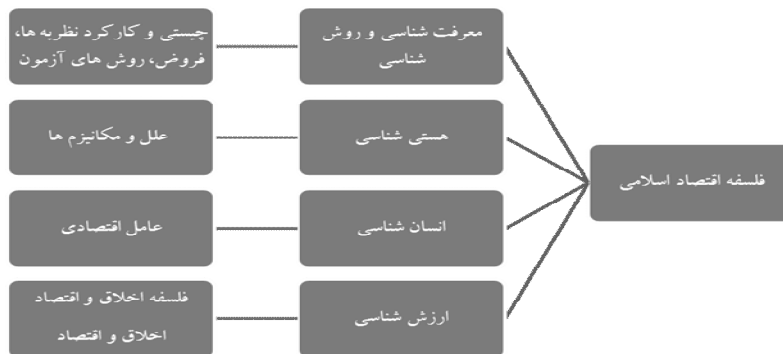 فلسفه اقتصاد اسلامی
معرفت شناسی و روش
شناسی
چیستی و کارکرد نظریه ها،
فروض، روش های آزمون
هستی شناسی
علل و مکانیزم ها
انسان شناسی
عامل اقتصادی
ارزش شناسی
فلسفه اخلاق و اقتصاد
اخلاق و اقتصاد